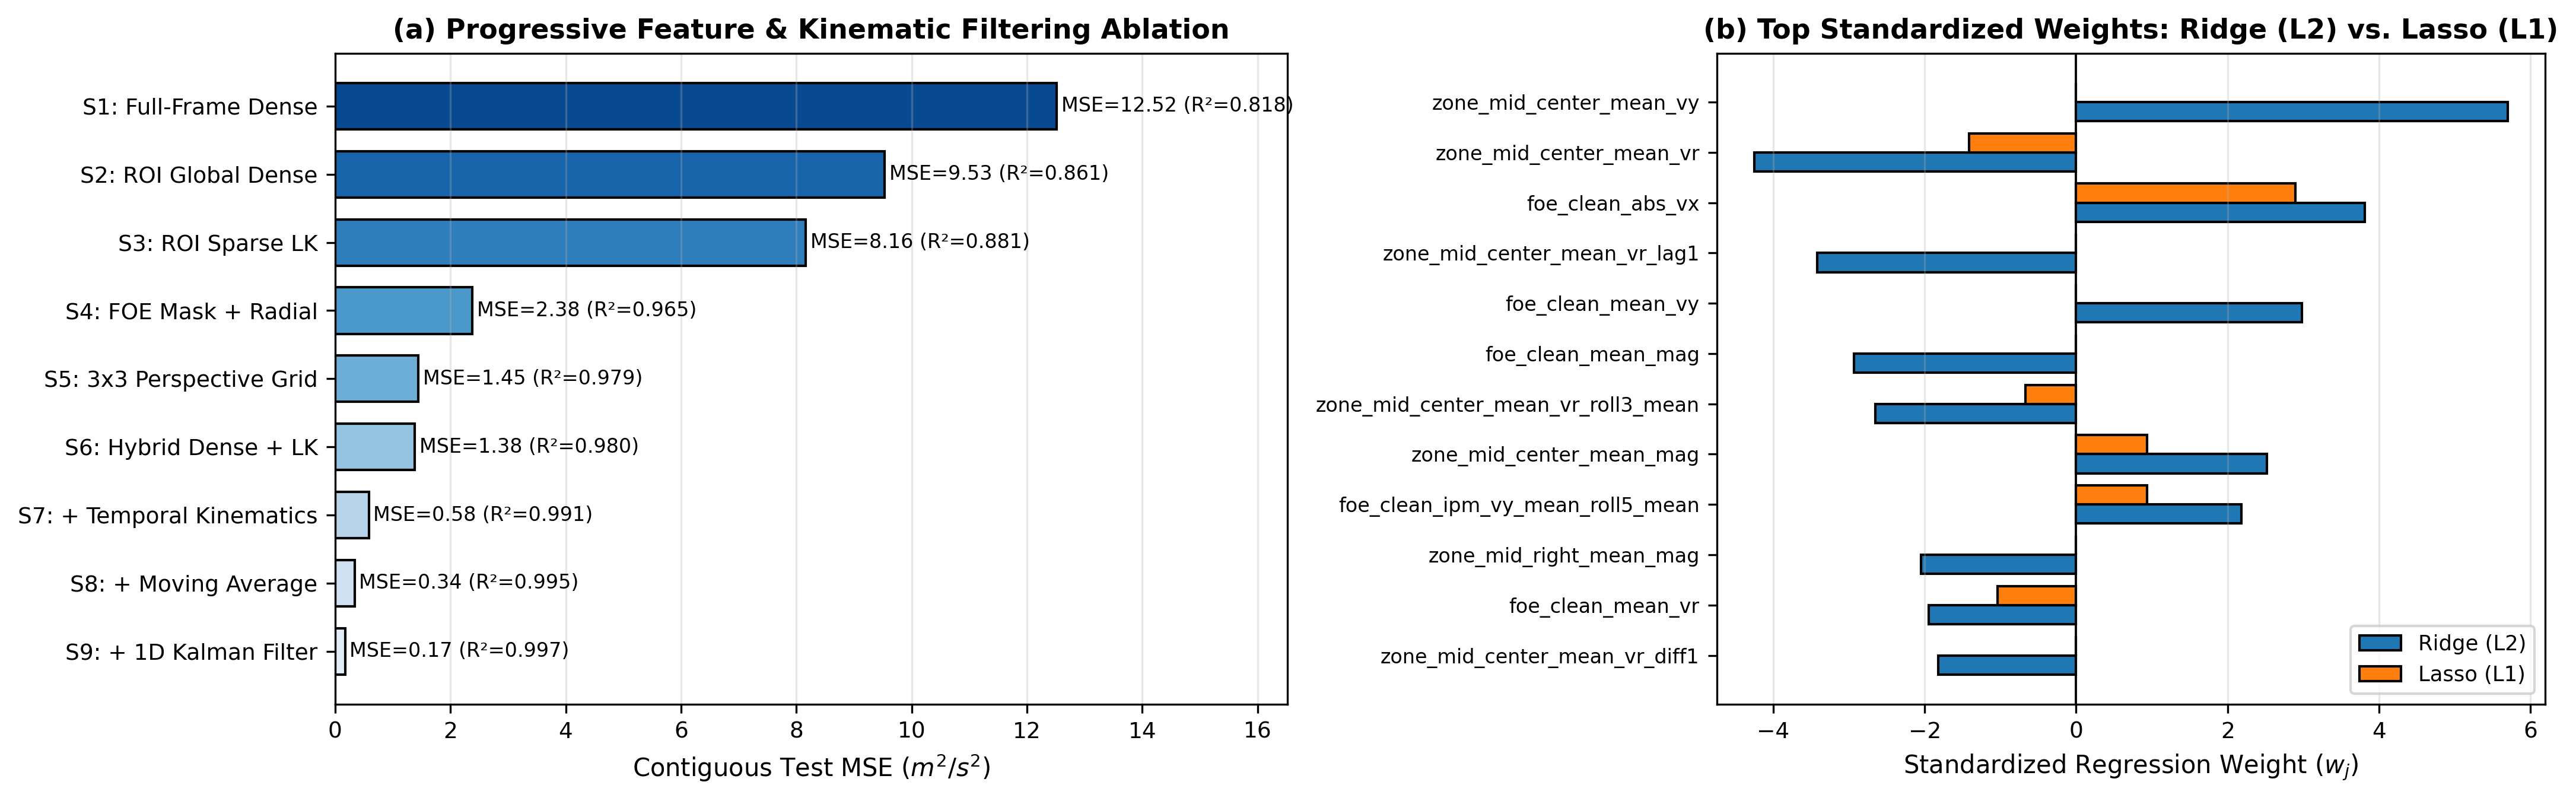 (a) Progressive Feature & Kinematic Filtering Ablation
S1: Full-Frame Dense
MSE=12.52 (R²=0.818)
S2: ROI Global Dense
MSE=9.53 (R²=0.861)
S3: ROI Sparse LK
MSE=8.16 (R²=0.881)
S4: FOE Mask + Radial
MSE=2.38 (R²=0.965)
S5: 3x3 Perspective Grid
MSE=1.45 (R²=0.979)
S6: Hybrid Dense + LK
MSE=1.38 (R²=0.980)
S7: + Temporal Kinematics
MSE=0.58 (R²=0.991)
S8: + Moving Average
MSE=0.34 (R²=0.995)
S9: + 1D Kalman Filter
MSE=0.17 (R²=0.997)
0 2 4 6 8 10 12 14 16
Contiguous Test MSE (m²/s²)
(b) Top Standardized Weights: Ridge (L2) vs. Lasso (L1)
zone_mid_center_mean_vy
zone_mid_center_mean_vr
foe_clean_abs_vx
zone_mid_center_mean_vr_lag1
foe_clean_mean_vy
foe_clean_mean_mag
zone_mid_center_mean_vr_roll3_mean
zone_mid_center_mean_mag
foe_clean_ipm_vy_mean_roll5_mean
zone_mid_right_mean_mag
foe_clean_mean_vr
zone_mid_center_mean_vr_diff1
Ridge (L2)
Lasso (L1)
−4 −2 0 2 4 6
Standardized Regression Weight (wⱼ)